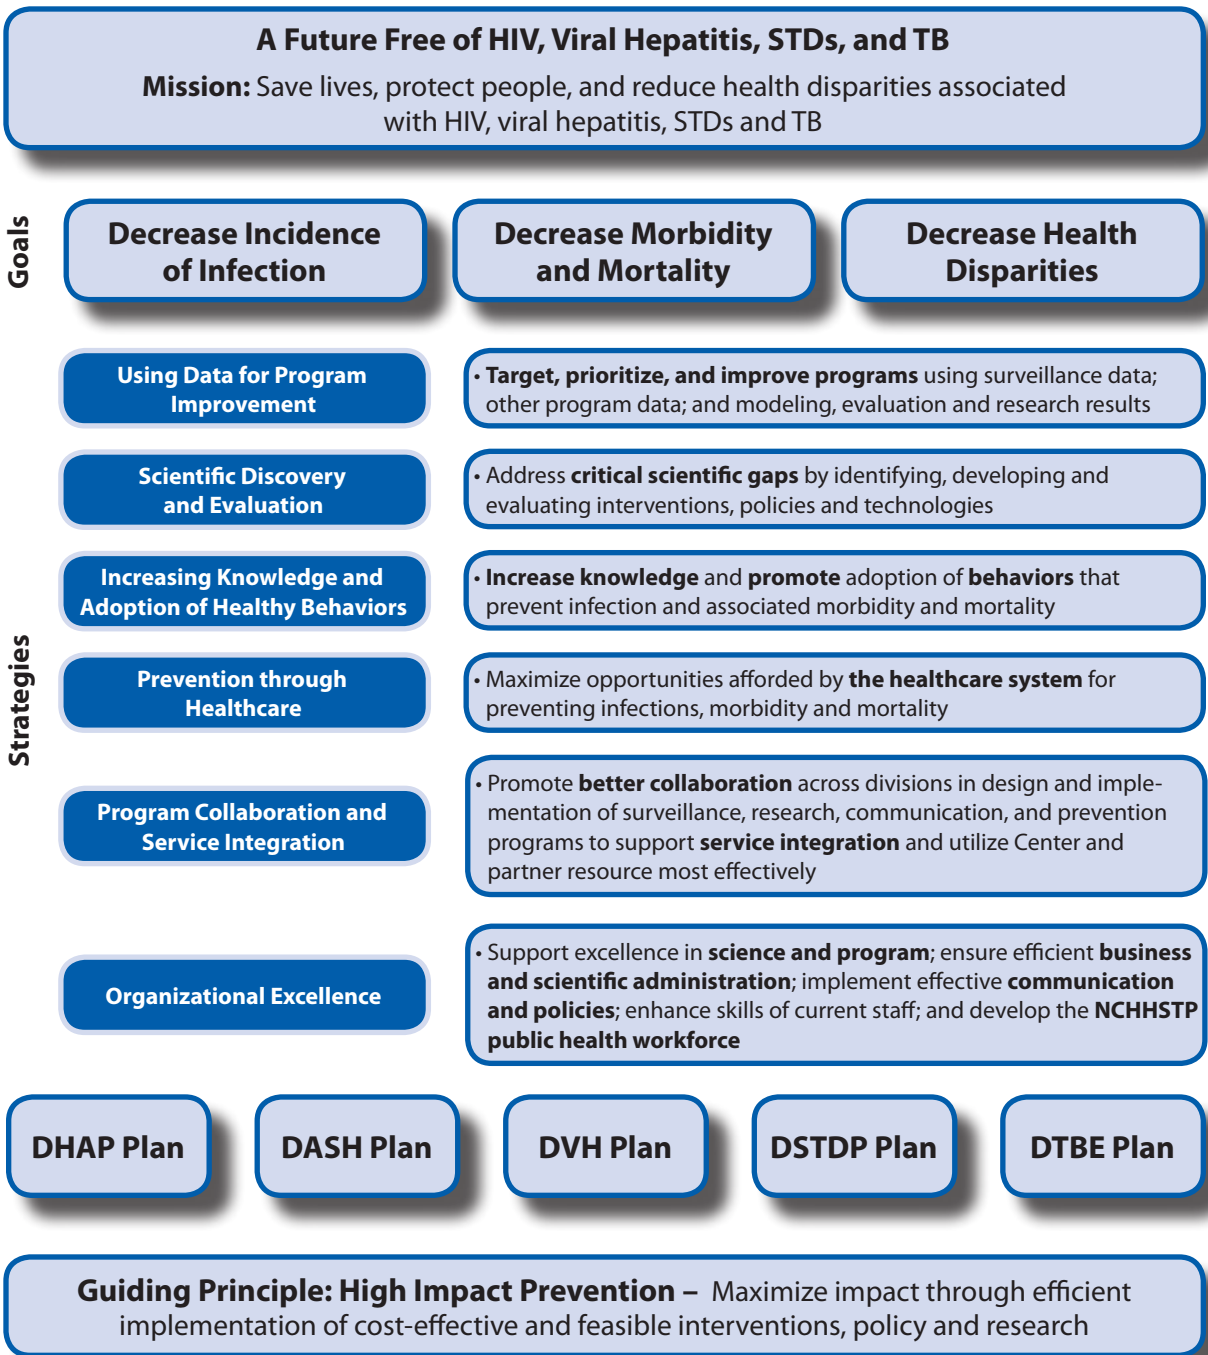 A Future Free of HIV, Viral Hepatitis, STDs, and TB
Mission: Save lives, protect people, and reduce health disparities associated
with HIV, viral hepatitis, STDs and TB
Goals
Decrease Incidence
of Infection
Decrease Morbidity
and Mortality
Decrease Health
Disparities
Strategies
Using Data for Program
Improvement
• Target, prioritize, and improve programs using surveillance data;
other program data; and modeling, evaluation and research results
Scientific Discovery
and Evaluation
• Address critical scientific gaps by identifying, developing and
evaluating interventions, policies and technologies
Increasing Knowledge and
Adoption of Healthy Behaviors
• Increase knowledge and promote adoption of behaviors that
prevent infection and associated morbidity and mortality
Prevention through
Healthcare
• Maximize opportunities afforded by the healthcare system for
preventing infections, morbidity and mortality
Program Collaboration and
Service Integration
• Promote better collaboration across divisions in design and imple-
mentation of surveillance, research, communication, and prevention
programs to support service integration and utilize Center and
partner resource most effectively
Organizational Excellence
• Support excellence in science and program; ensure efficient business
and scientific administration; implement effective communication
and policies; enhance skills of current staff; and develop the NCHHSTP
public health workforce
DHAP Plan
DASH Plan
DVH Plan
DSTDP Plan
DTBE Plan
Guiding Principle: High Impact Prevention – Maximize impact through efficient
implementation of cost-effective and feasible interventions, policy and research